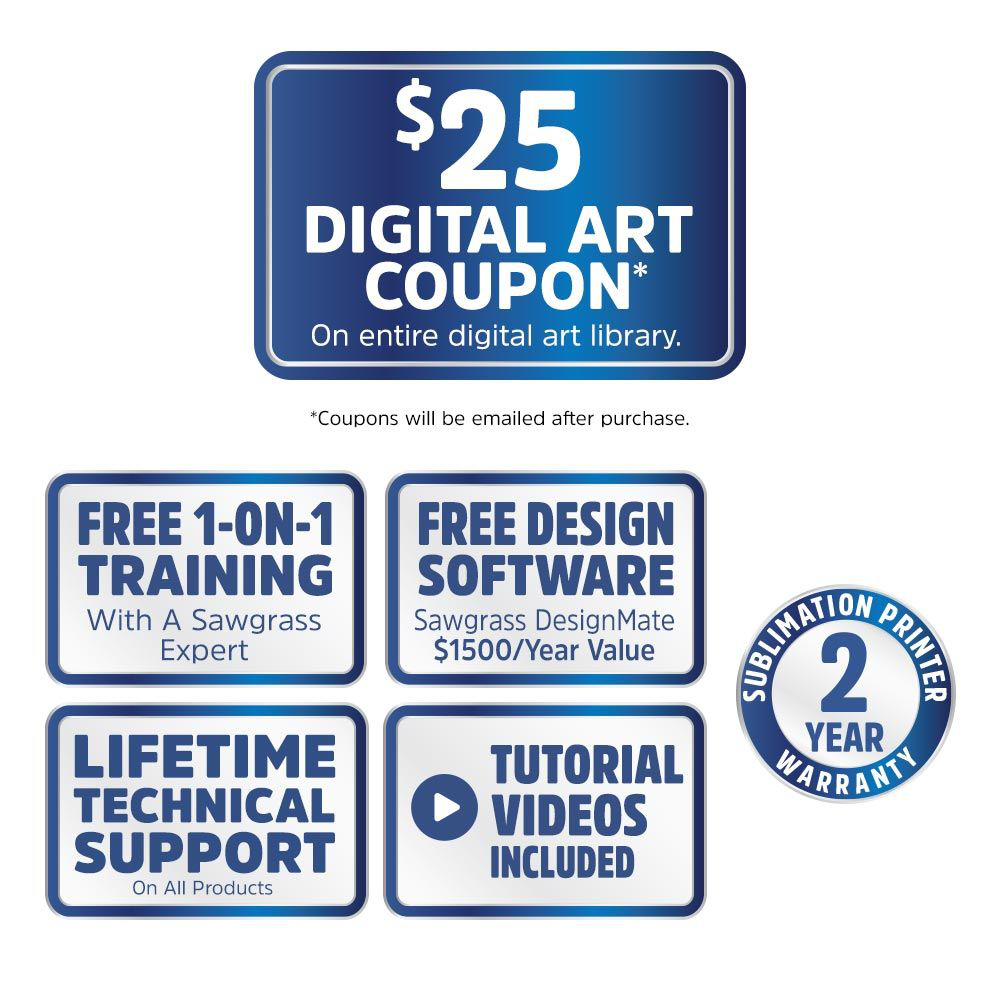 $25
DIGITAL ART
COUPON*
On entire digital art library.
*Coupons will be emailed after purchase.
FREE 1-ON-1
TRAINING
With A Sawgrass
Expert
FREE DESIGN
SOFTWARE
Sawgrass DesignMate
$1500/Year Value
SUBLIMATION PRINTER
2
YEAR
WARRANTY
LIFETIME
TECHNICAL
SUPPORT
On All Products
TUTORIAL
VIDEOS
INCLUDED